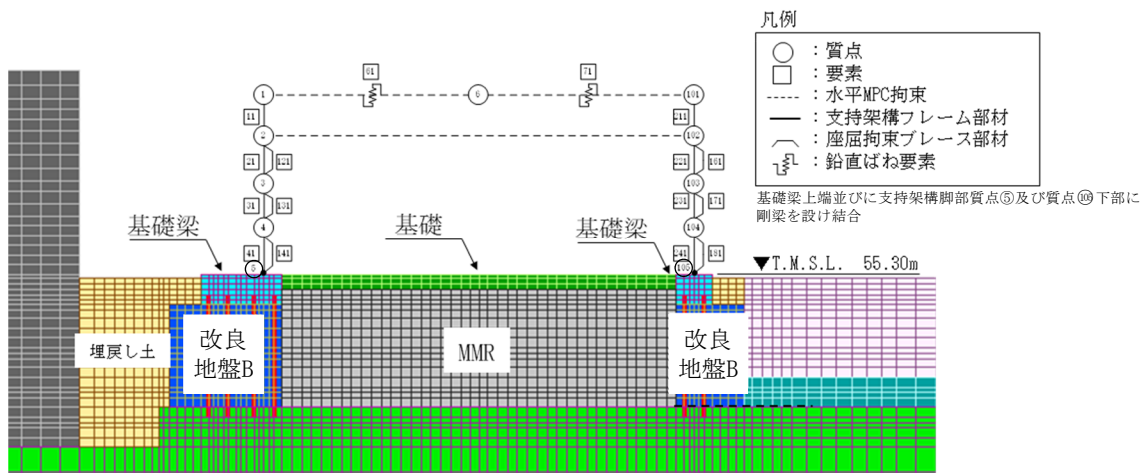 凡例
○ : 質点
□ : 要素
----- : 水平MPC拘束
: 支持架構フレーム部材
: 座屈拘束ブレース部材
: 鉛直ばね要素
基礎梁上端並びに支持架構脚部質点⑤及び質点⑩⑤下部に
剛梁を設け結合
61 71
1 6 101
11 211
2 102
21 121 221 161
3 103
31 131 231 171
4 104
41 141 241 181
5 105
基礎梁 基礎 基礎梁
▼T.M.S.L. 55.30m
埋戻し土
改良
地盤B
MMR
改良
地盤B